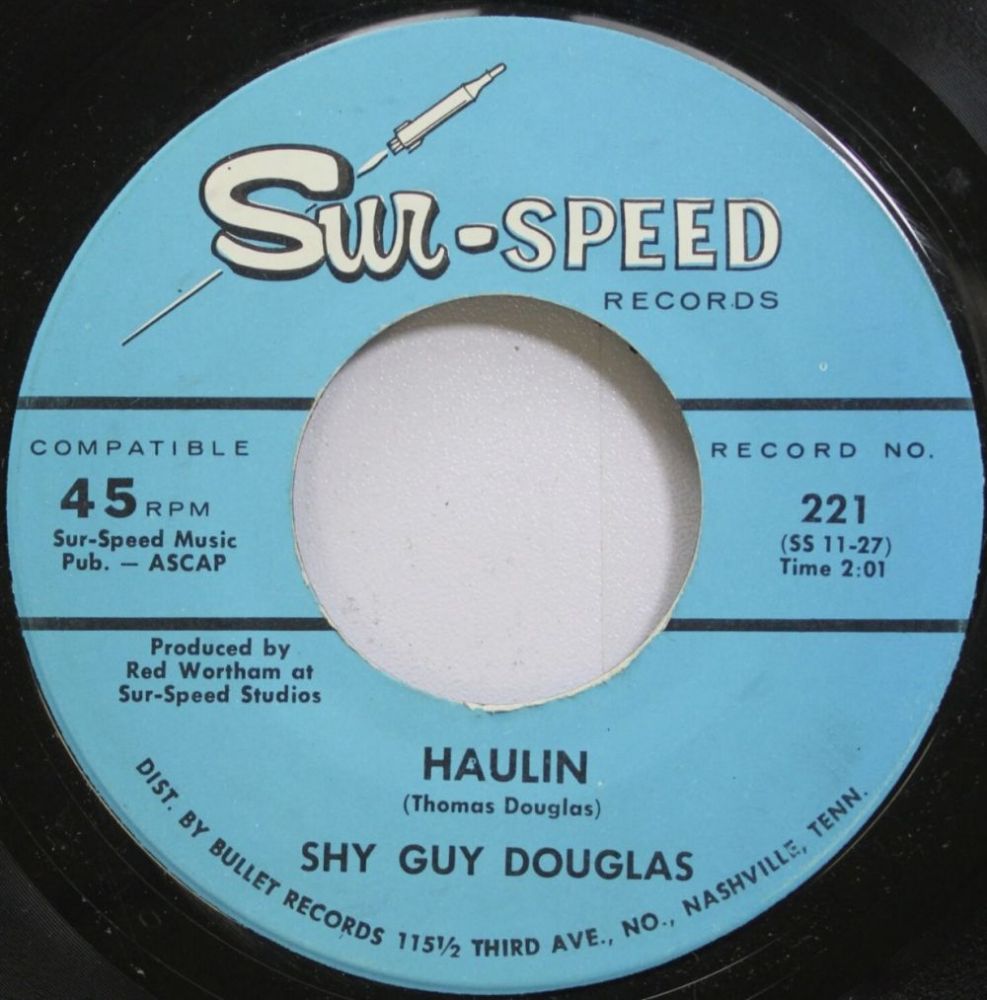 Sur-SPEED
RECORDS
COMPATIBLE
45 RPM
Sur-Speed Music
Pub. — ASCAP
RECORD NO.
221
(SS 11-27)
Time 2:01
Produced by
Red Wortham at
Sur-Speed Studios
HAULIN
(Thomas Douglas)
SHY GUY DOUGLAS
DIST. BY BULLET RECORDS 115½ THIRD AVE., NO., NASHVILLE, TENN.